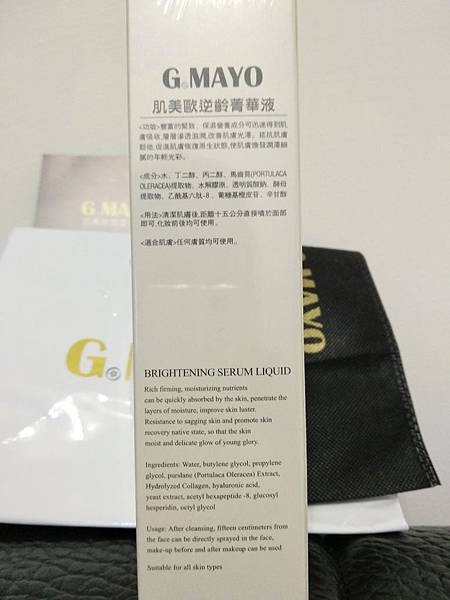 G.MAYO
肌美歐逆齡菁華液
<功效>豐富的緊致、保濕營養成分可迅速得到肌
膚吸收,層層滲透滋潤,改善肌膚光澤。抵抗肌膚
鬆弛,促進肌膚恢復原生狀態,使肌膚煥發潤澤細
膩的年輕光彩。
<成分>水、丁二醇、丙二醇、馬齒莧(PORTULACA
OLERACEA)提取物、水解膠原、透明質酸鈉、酵母
提取物、乙酰基六肽-8、葡糖基橙皮苷、辛甘醇
<用法>清潔肌膚後,距離十五公分直接噴於面部
即可,化妝前後均可使用。
<適合肌膚>任何膚質均可使用。
BRIGHTENING SERUM LIQUID
Rich firming, moisturizing nutrients
can be quickly absorbed by the skin, penetrate the
layers of moisture, improve skin luster.
Resistance to sagging skin and promote skin
recovery native state, so that the skin
moist and delicate glow of young glory.
Ingredients: Water, butylene glycol, propylene
glycol, purslane (Portulaca Oleracea) Extract,
Hydrolyzed Collagen, hyaluronic acid,
yeast extract, acetyl hexapeptide -8, glucosyl
hesperidin, octyl glycol
Usage: After cleansing, fifteen centimeters from
the face can be directly sprayed in the face,
make-up before and after makeup can be used
Suitable for all skin types
G.MAYO
G.
MAYO